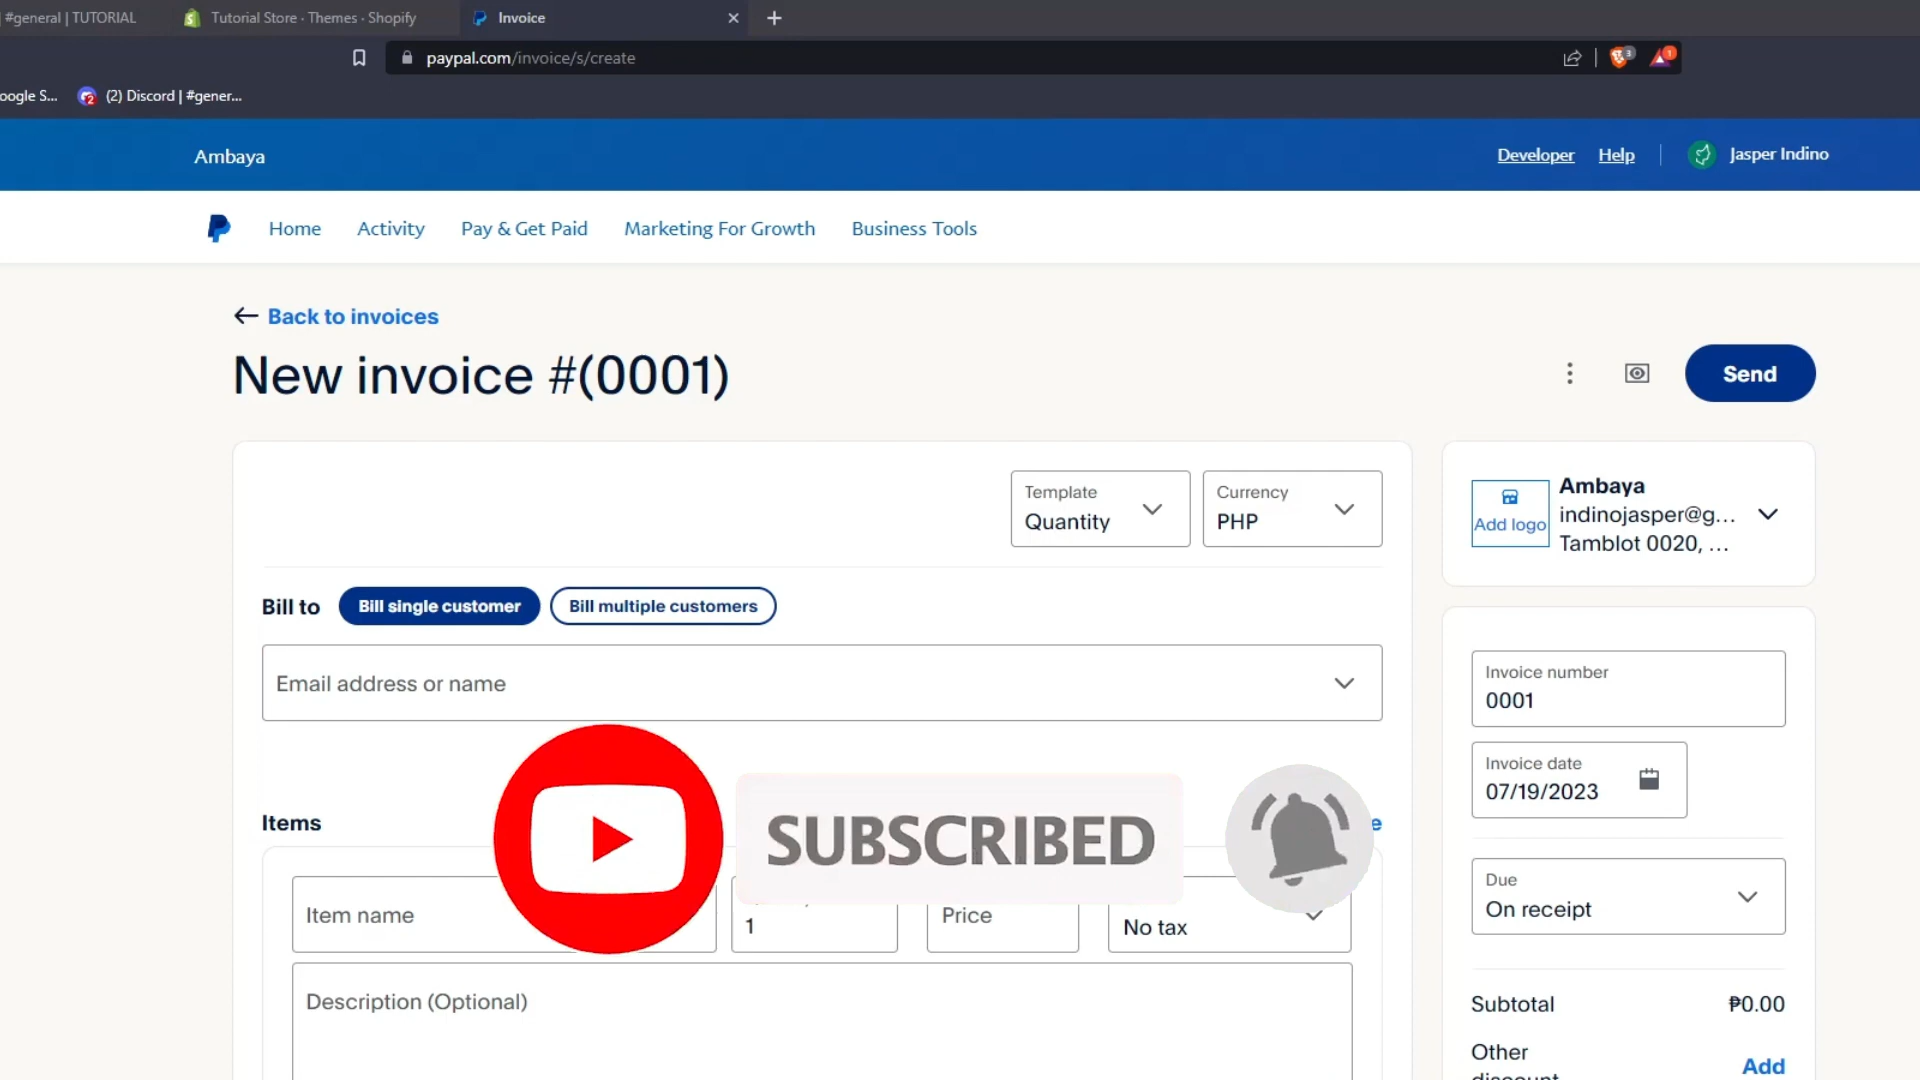 #general | TUTORIAL
Tutorial Store · Themes · Shopify
Invoice
paypal.com/invoice/s/create
3
1
oogle S...
2
(2) Discord | #gener...
Ambaya
Developer
Help
Jasper Indino
Home
Activity
Pay & Get Paid
Marketing For Growth
Business Tools
Back to invoices
New invoice #(0001)
Send
Template
Quantity
Currency
PHP
Add logo
Ambaya
indinojasper@g...
Tamblot 0020, ...
Bill to
Bill single customer
Bill multiple customers
Email address or name
Invoice number
0001
Invoice date
07/19/2023
Items
SUBSCRIBED
Item name
1
Price
No tax
Due
On receipt
Description (Optional)
Subtotal
₱0.00
Other
Add